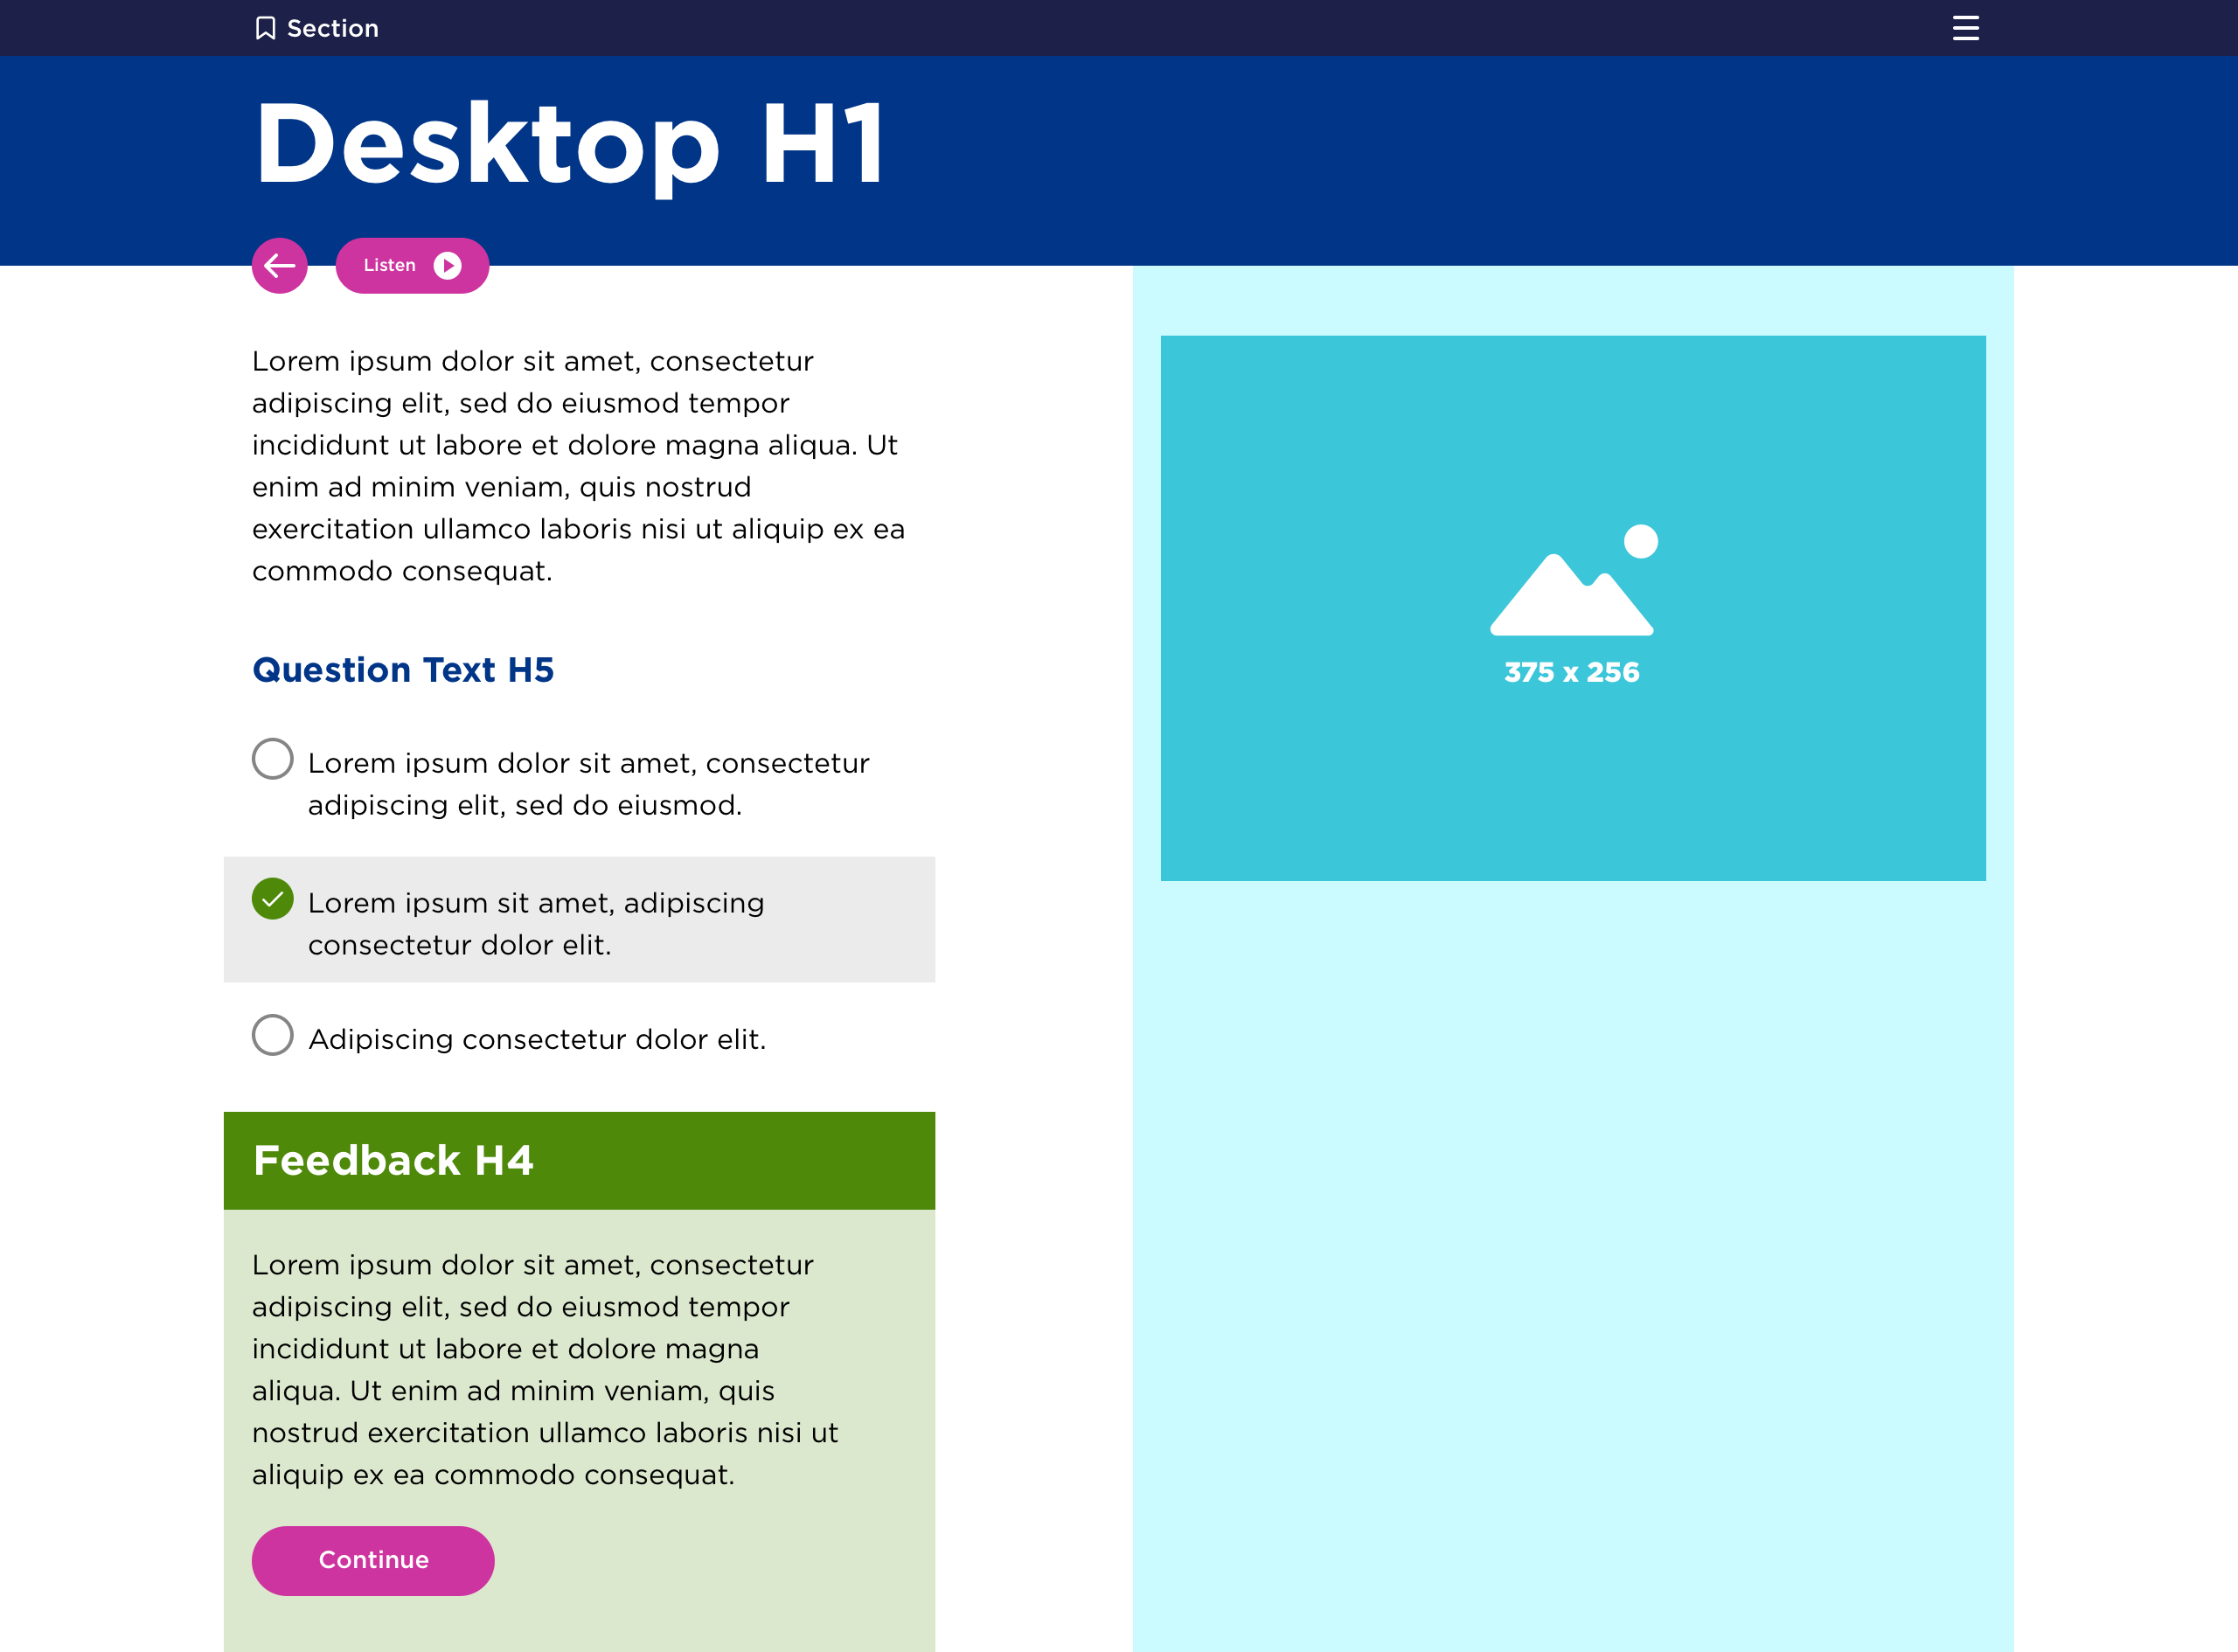 Section
Desktop H1
Listen
Lorem ipsum dolor sit amet, consectetur
adipiscing elit, sed do eiusmod tempor
incididunt ut labore et dolore magna aliqua. Ut
enim ad minim veniam, quis nostrud
exercitation ullamco laboris nisi ut aliquip ex ea
commodo consequat.
Question Text H5
Lorem ipsum dolor sit amet, consectetur
adipiscing elit, sed do eiusmod.
Lorem ipsum sit amet, adipiscing
consectetur dolor elit.
Adipiscing consectetur dolor elit.
Feedback H4
Lorem ipsum dolor sit amet, consectetur
adipiscing elit, sed do eiusmod tempor
incididunt ut labore et dolore magna
aliqua. Ut enim ad minim veniam, quis
nostrud exercitation ullamco laboris nisi ut
aliquip ex ea commodo consequat.
Continue
375 x 256